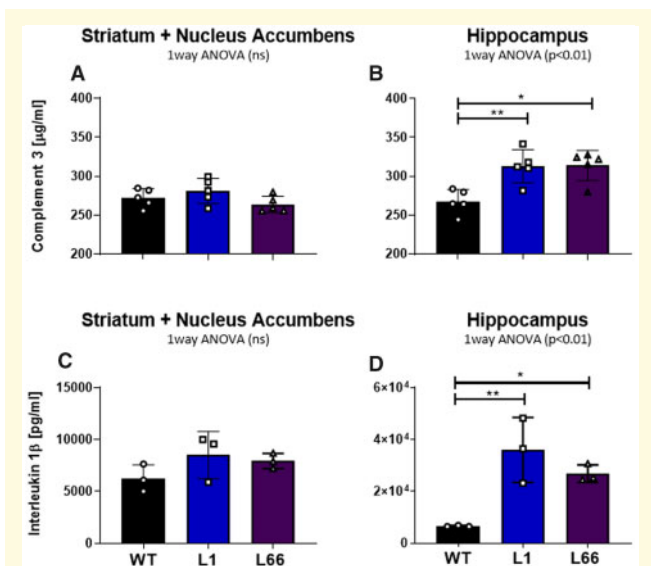 Striatum + Nucleus Accumbens
1way ANOVA (ns)
Hippocampus
1way ANOVA (p<0.01)
A
B
Complement 3 [µg/ml]
400
350
300
250
200
400
350
300
250
200
**
*
Striatum + Nucleus Accumbens
1way ANOVA (ns)
Hippocampus
1way ANOVA (p<0.01)
C
D
Interleukin 1β [pg/ml]
15000
10000
5000
0
WT L1 L66
6×10⁴
4×10⁴
2×10⁴
0
**
*
WT L1 L66